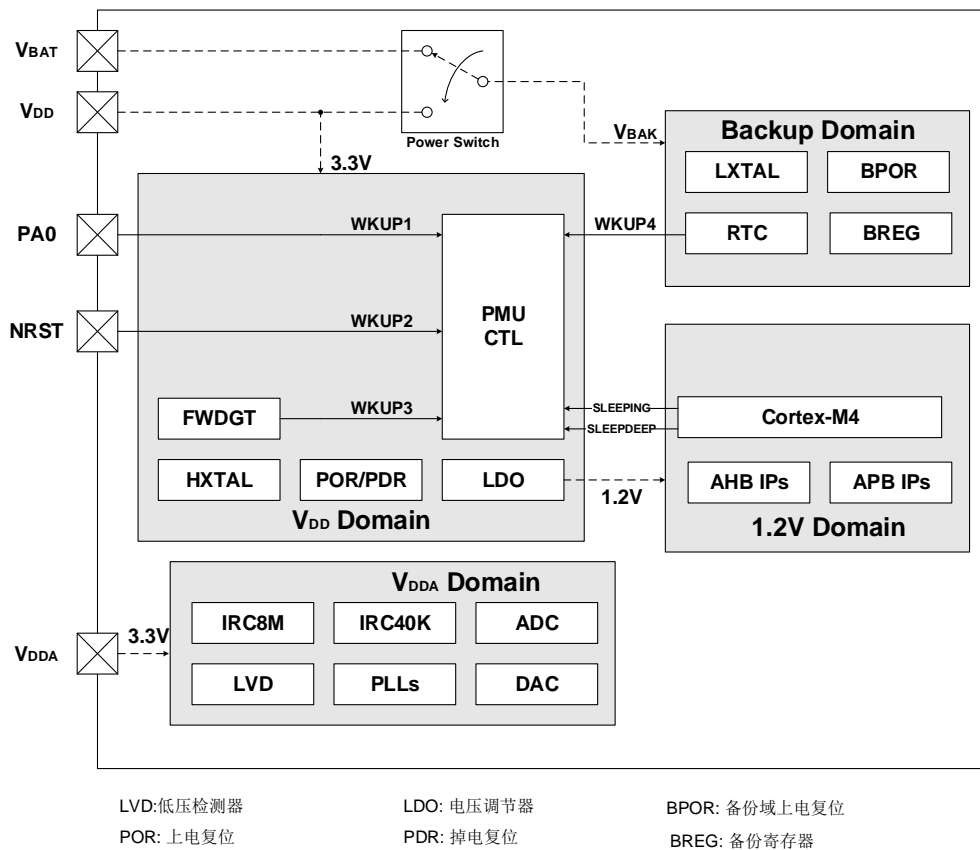 VBAT
VDD
Power Switch
3.3V
VBAK
Backup Domain
LXTAL
BPOR
RTC
BREG
PA0
WKUP1
WKUP4
PMU
CTL
NRST
WKUP2
FWDGT
WKUP3
SLEEPING
SLEEPDEEP
Cortex-M4
HXTAL
POR/PDR
LDO
1.2V
AHB IPs
APB IPs
VDD Domain
1.2V Domain
VDDA Domain
VDDA
3.3V
IRC8M
IRC40K
ADC
LVD
PLLs
DAC
LVD:低压检测器
LDO: 电压调节器
BPOR: 备份域上电复位
POR: 上电复位
PDR: 掉电复位
BREG: 备份寄存器